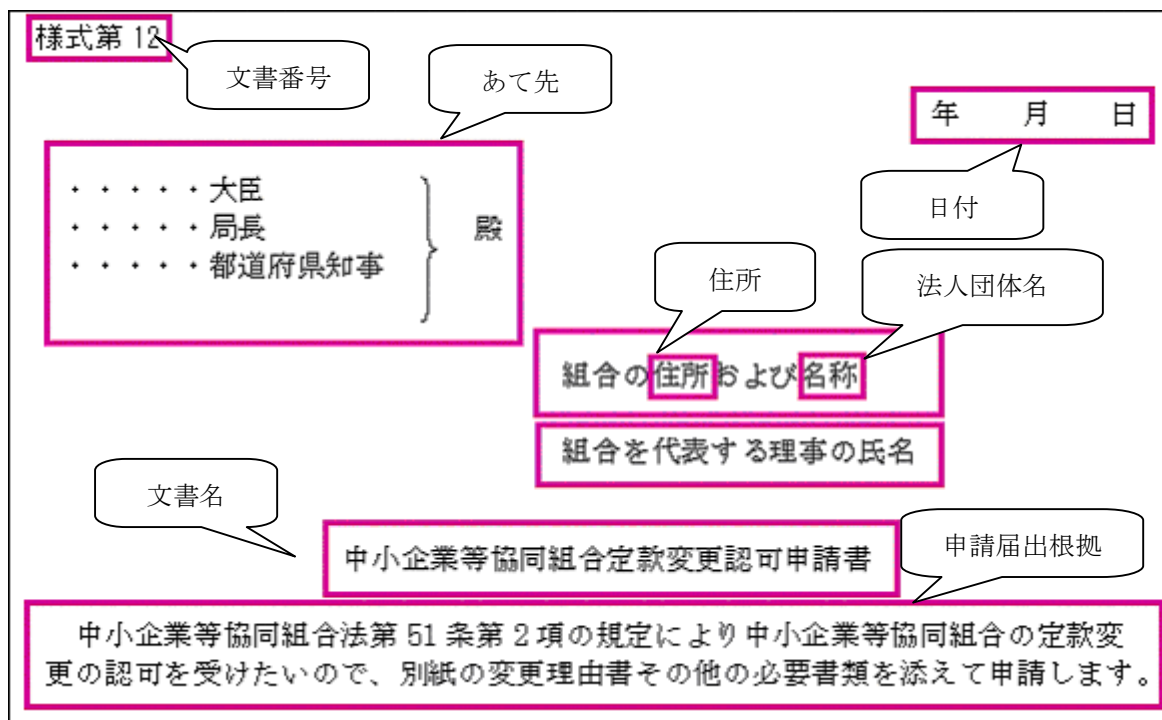 様式第 12
文書番号
あて先
年 月 日
日付
・・・・・大臣
・・・・・局長
・・・・・都道府県知事
殿
住所
法人団体名
組合の住所および名称
組合を代表する理事の氏名
文書名
中小企業等協同組合定款変更認可申請書
申請届出根拠
中小企業等協同組合法第 51 条第 2 項の規定により中小企業等協同組合の定款変
更の認可を受けたいので、別紙の変更理由書その他の必要書類を添えて申請します。